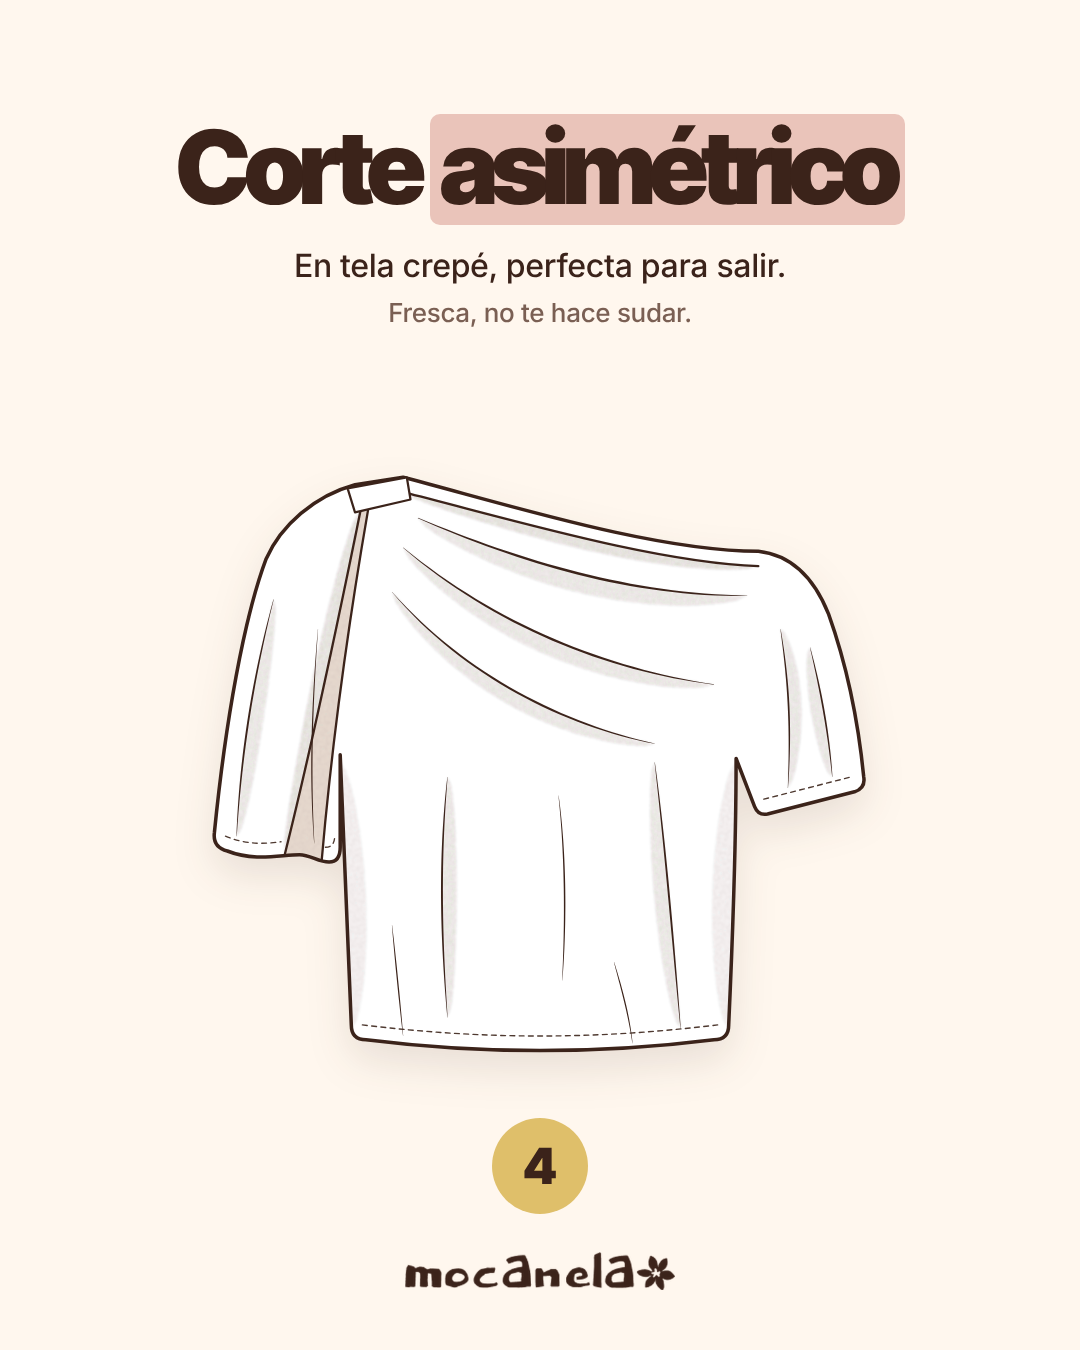 Corte asimétrico
En tela crepé, perfecta para salir.
Fresca, no te hace sudar.
4
mocanela